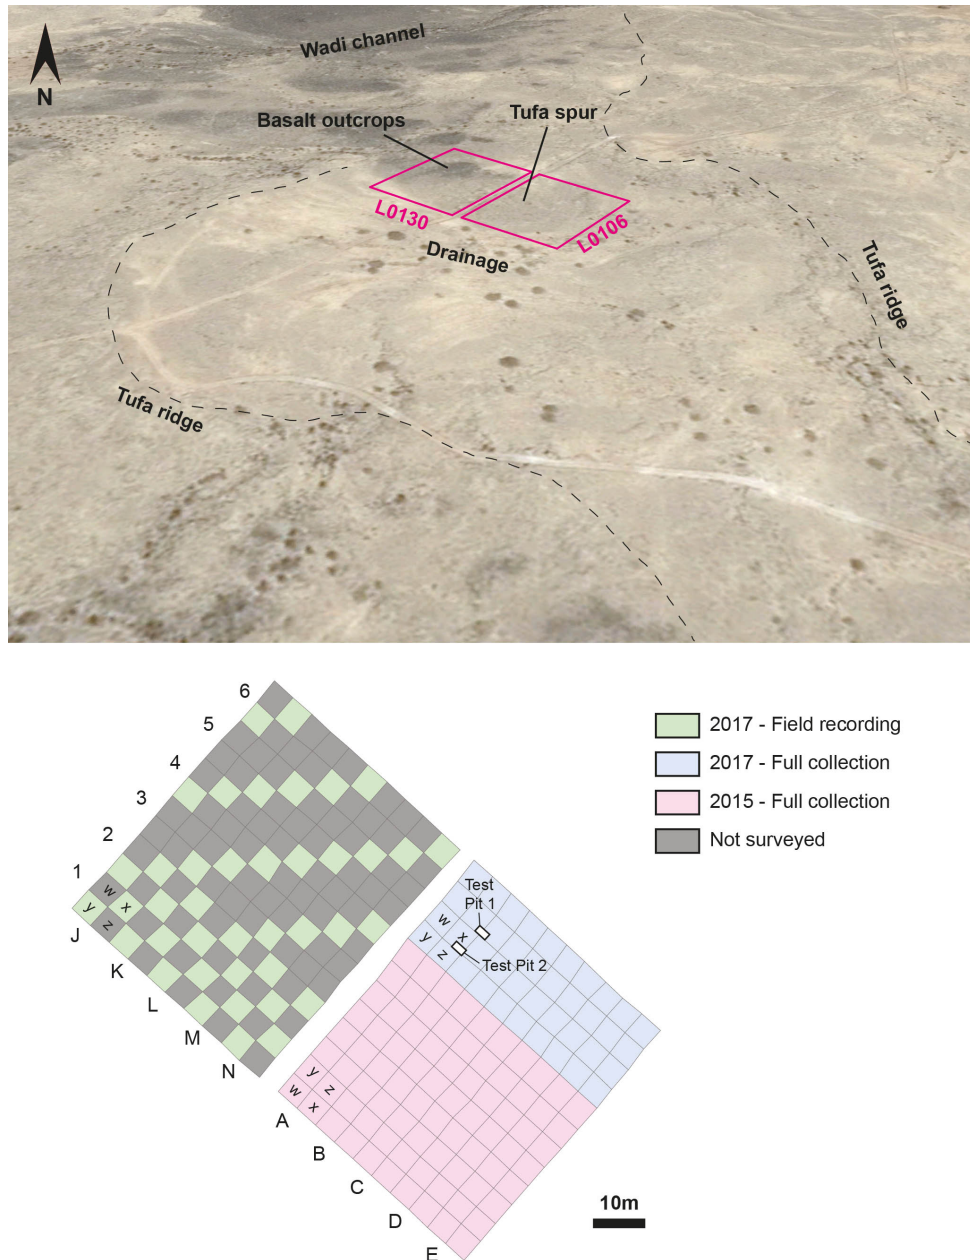 Wadi channel
N
Basalt outcrops
Tufa spur
L0130
L0106
Drainage
Tufa ridge
Tufa ridge
6
5
4
3
2
1
w
y
x
z
J
K
L
M
N
2017 - Field recording
2017 - Full collection
2015 - Full collection
Not surveyed
Test
Pit 1
w
x
y
z
Test Pit 2
y
z
w
x
A
B
C
D
E
10m